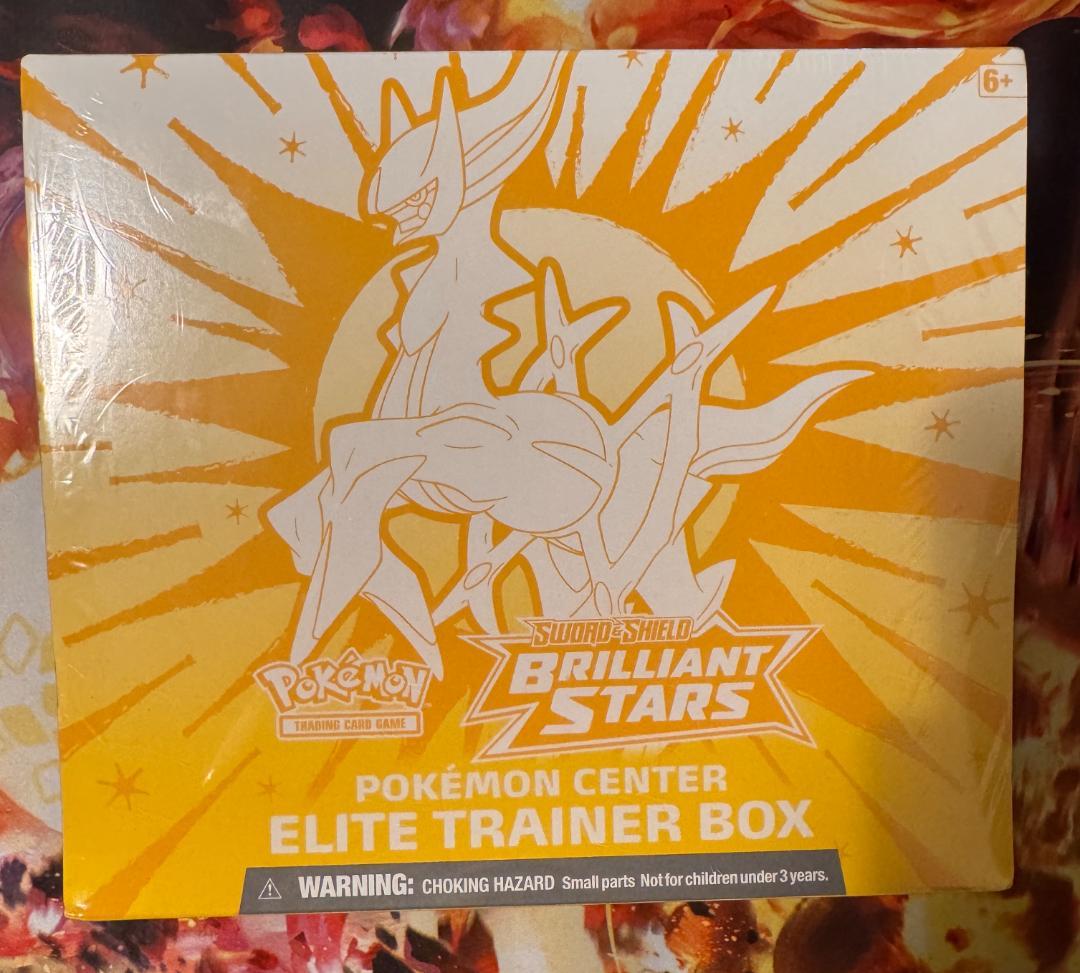 6+
SWORD & SHIELD
BRILLIANT
STARS
POKÉMON
TRADING CARD GAME
POKÉMON CENTER
ELITE TRAINER BOX
WARNING: CHOKING HAZARD Small parts Not for children under 3 years.